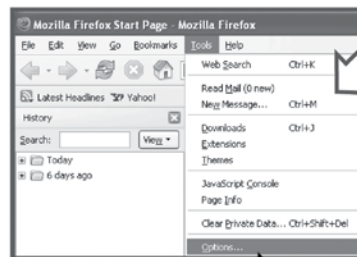 Mozilla Firefox Start Page - Mozilla Firefox
File Edit View Go Bookmarks Tools Help
Web Search Ctrl+K
Read Mail (0 new)
New Message... Ctrl+M
Latest Headlines Yahoo!
History
Search: View
Today
6 days ago
Downloads Ctrl+J
Extensions
Themes
JavaScript Console
Page Info
Clear Private Data... Ctrl+Shift+Del
Options...